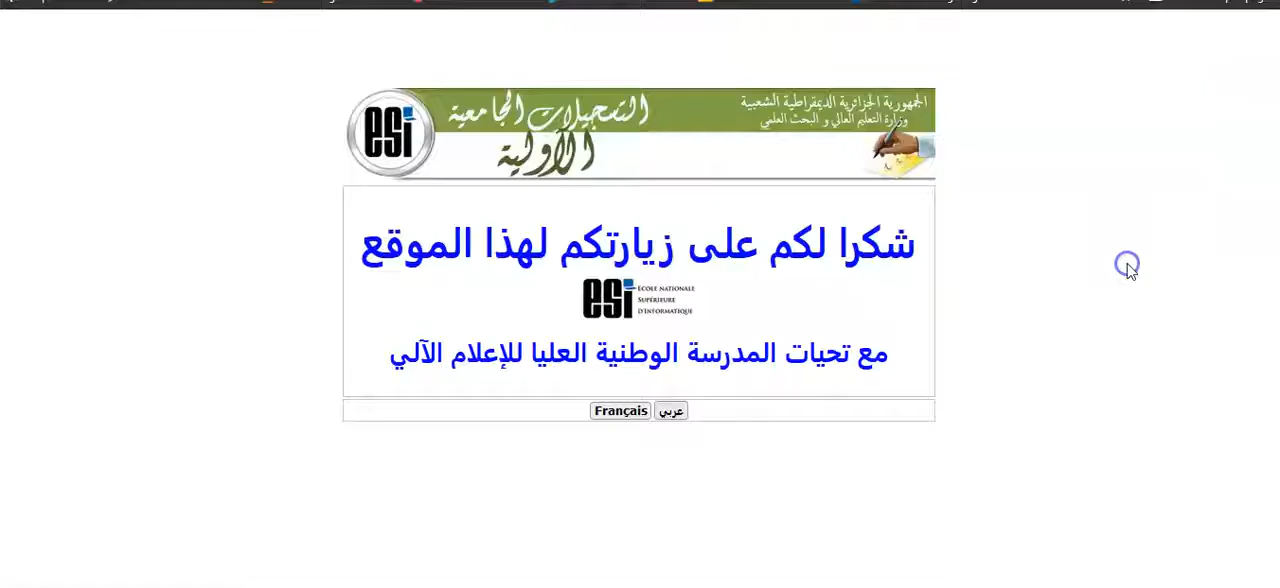 الجمهورية الجزائرية الديمقراطية الشعبية
وزارة التعليم العالي و البحث العلمي
esi
التسجيلات الجامعية
الأولية
شكرا لكم على زيارتكم لهذا الموقع
esi
ECOLE NATIONALE
SUPÉRIEURE
D'INFORMATIQUE
مع تحيات المدرسة الوطنية العليا للإعلام الآلي
Français عربي